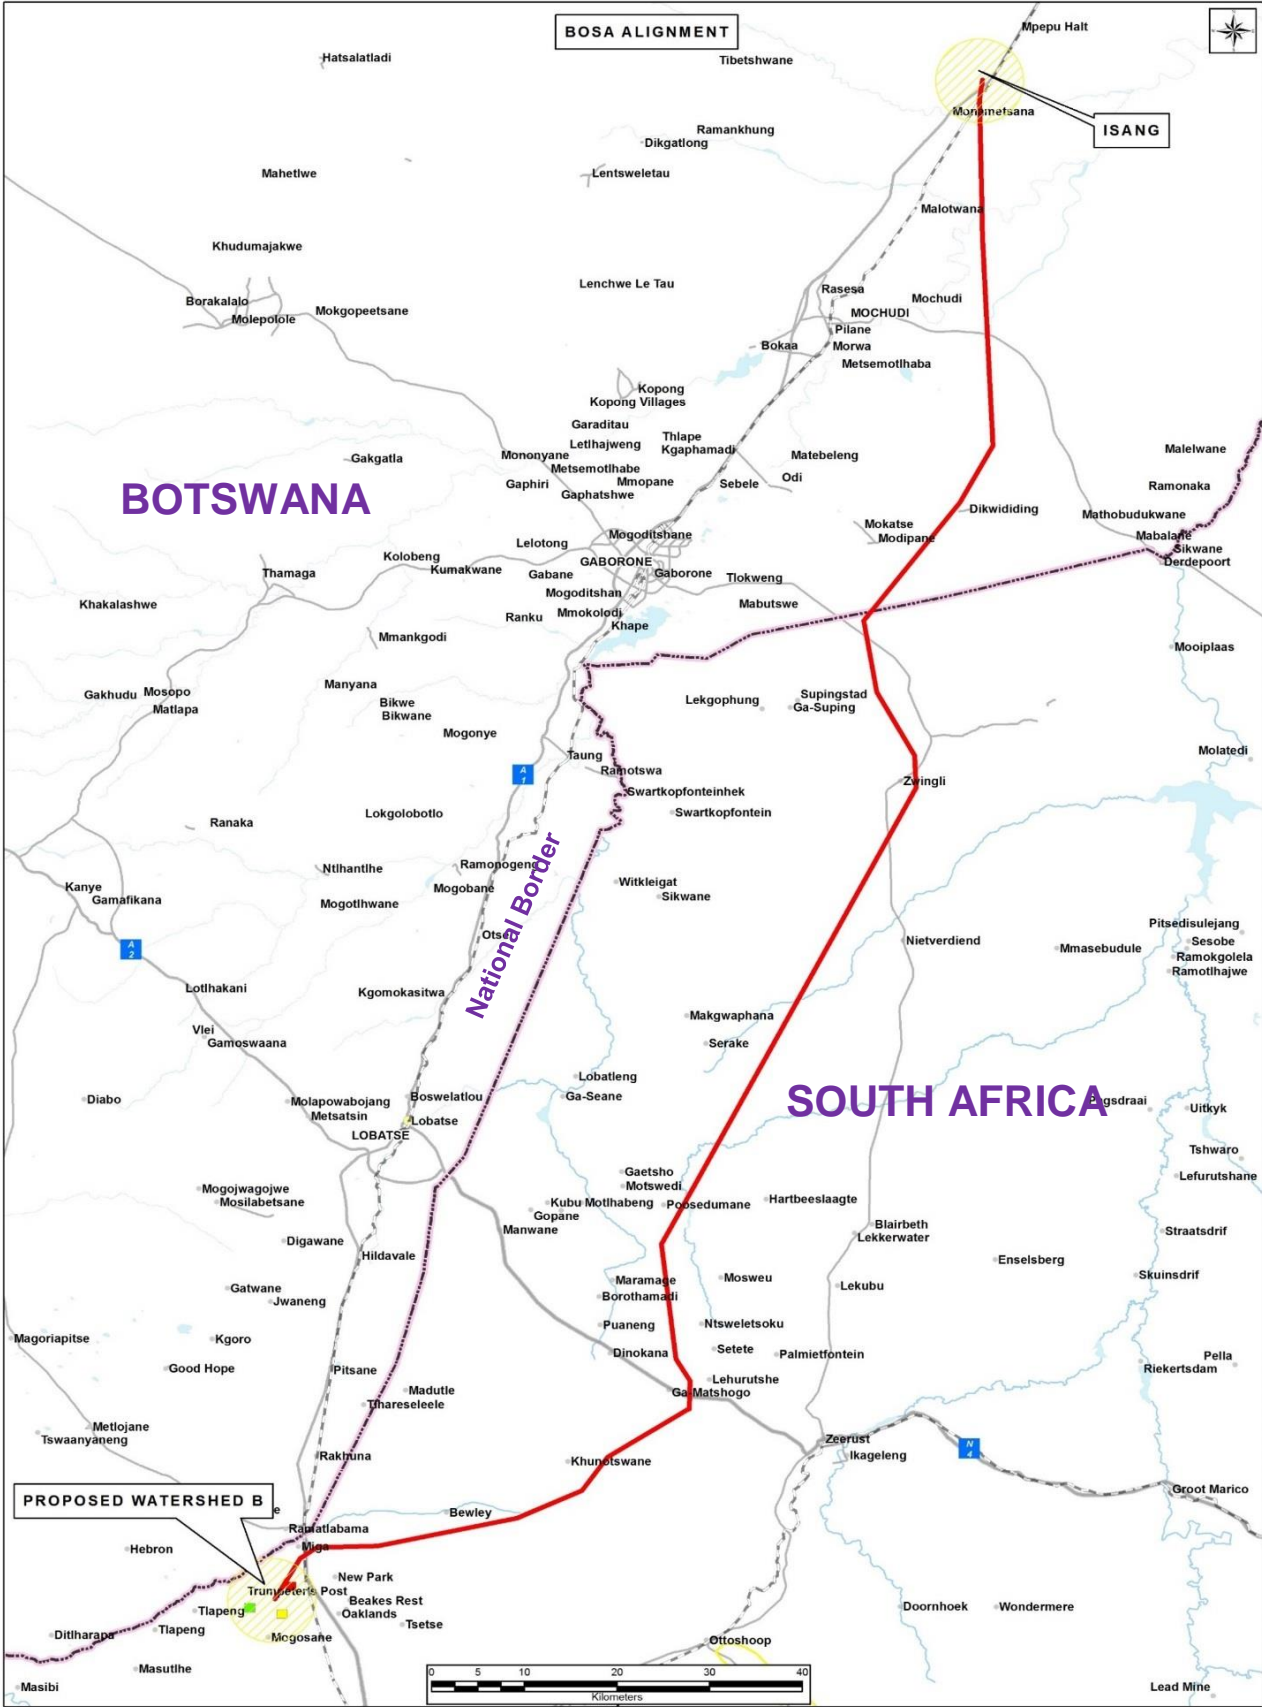 BOSA ALIGNMENT
Mpepu Halt
Hatsalatladi
Tibetshwane
ISANG
Ramankhung
Dikgatlong
Mahetlwe
Lentsweletau
Malotwana
Khudumajakwe
Lenchwe Le Tau
Rasesa
Mochudi
Borakalalo
Mokgopeetsane
Molepolole
MOCHUDI
Pilane
Bokaa
Morwa
Metsemotlhaba
Kopong
Kopong Villages
Garaditau
Letlhajweng
Thlape
Kgaphamadi
Malelwane
Gakgatla
Mononyane
Matebeleng
Metsemotlhabe
Mmopane
Odi
Gaphiri
Sebele
Ramonaka
Gaphatshwe
BOTSWANA
Dikwididing
Mathobudukwane
Mokatse
Modipane
Mogoditshane
Mabalane
Lelotong
Sikwane
Kolobeng
GABORONE
Derdepoort
Kumakwane
Thamaga
Gabane
Gaborone
Tlokweng
Mogoditshan
Khakalashwe
Mabutswe
Ranku
Mmokolodi
Khape
Mmankgodi
Mooiplaas
Manyana
Gakhudu
Mosopo
Matlapa
Bikwe
Bikwane
Lekgophung
Supingstad
Ga-Suping
Mogonye
Taung
Molatedi
A
1
Ramotswa
Zwingli
Swartkopfonteinhek
Swartkopfontein
Ranaka
Lokgolobotlo
Ntlhantlhe
Ramonogeng
National Border
Witkleigat
Kanye
Mogobane
Sikwane
Gamafikana
Mogotlhwane
Pitsedisulejang
A
2
Nietverdiend
Mmasebudule
Sesobe
Ramokgolela
Ramotlhajwe
Lotlhakani
Kgomokasitwa
Makgwaphana
Vlei
Gamoswaana
Serake
Lobatleng
Diabo
Molapowabojang
Boswelatlou
Ga-Seane
SOUTH AFRICA
Uitkyk
Metsatsin
Lobatse
LOBATSE
Tshwaro
Gaetsho
Lefurutshane
Mogojwagojwe
Motswedi
Mosilabetsane
Kubu
Motlhabeng
Hartbeeslaagte
Gopane
Manwane
Blairbeth
Lekkerwater
Straatsdrif
Digawane
Hildavale
Enselsberg
Maramage
Mosweu
Skuinsdrif
Gatwane
Lekubu
Jwaneng
Borothamadi
Puaneng
Ntsweletsoku
Magoriapitse
Kgoro
Dinokana
Setete
Palmietfontein
Pella
Good Hope
Pitsane
Riekertsdam
Lehurutshe
Madutle
Ga-Matshogo
Tlhareseleele
Metlojane
Tswaanyaneng
Zeerust
Rakhuna
Ikageleng
N
4
Khunotswane
Groot Marico
PROPOSED WATERSHED B
Bewley
Ramatlabama
Hebron
Miga
New Park
Trumpeter's Post
Beakes Rest
Tlapeng
Oaklands
Doornhoek
Wondermere
Tsetse
Tlapeng
Ditlharapa
Mogosane
Ottoshoop
Masutlhe
Masibi
Lead Mine
0 5 10 20 30 40
Kilometers